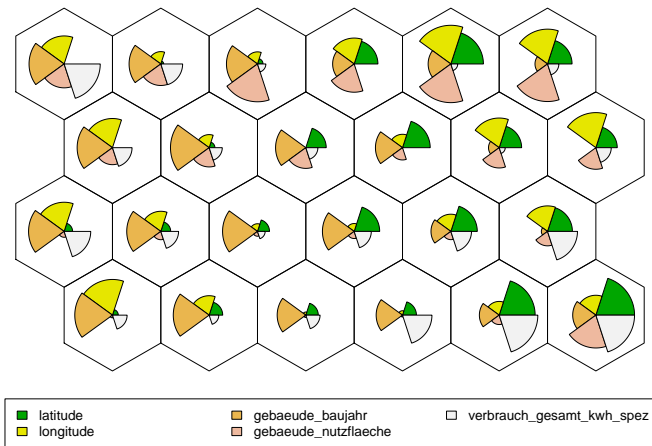 latitude
longitude
gebaeude_baujahr
gebaeude_nutzflaeche
verbrauch_gesamt_kwh_spez